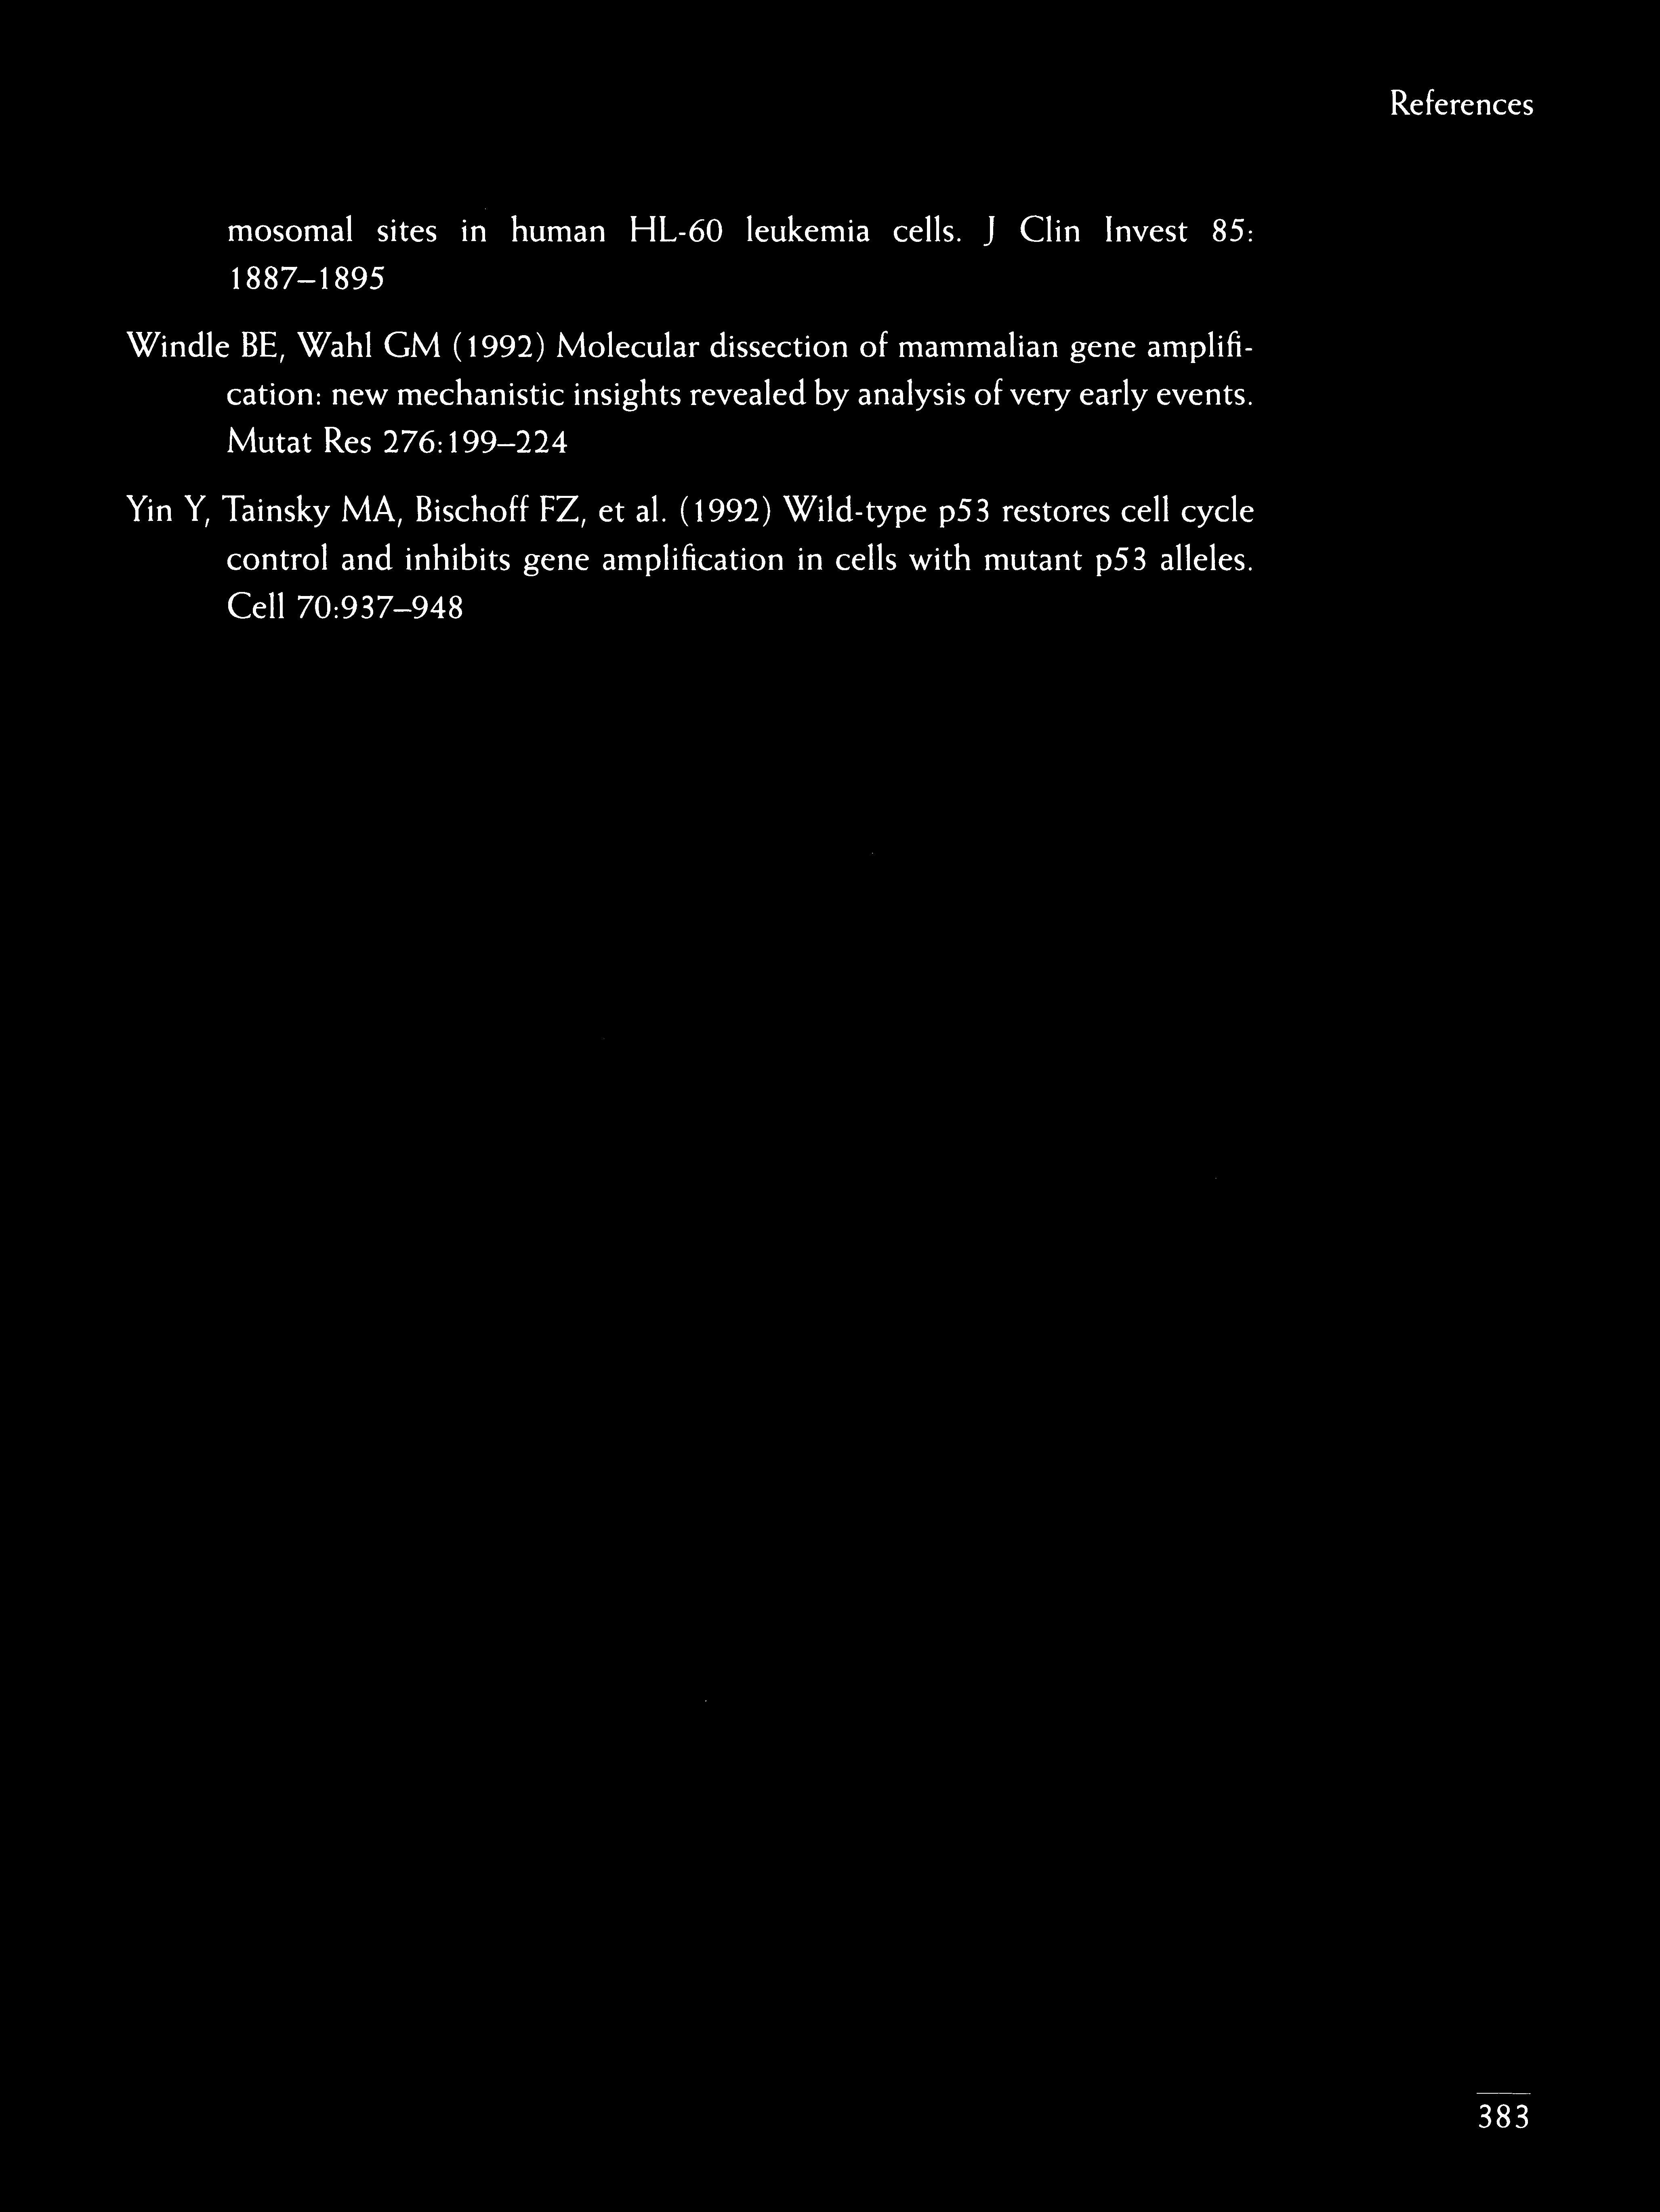 References
mosomal sites in human HL-60 leukemia cells. J Clin Invest 85:
1887–1895
Windle BE, Wahl GM (1992) Molecular dissection of mammalian gene amplifi-
cation: new mechanistic insights revealed by analysis of very early events.
Mutat Res 276:199–224
Yin Y, Tainsky MA, Bischoff FZ, et al. (1992) Wild-type p53 restores cell cycle
control and inhibits gene amplification in cells with mutant p53 alleles.
Cell 70:937–948
383